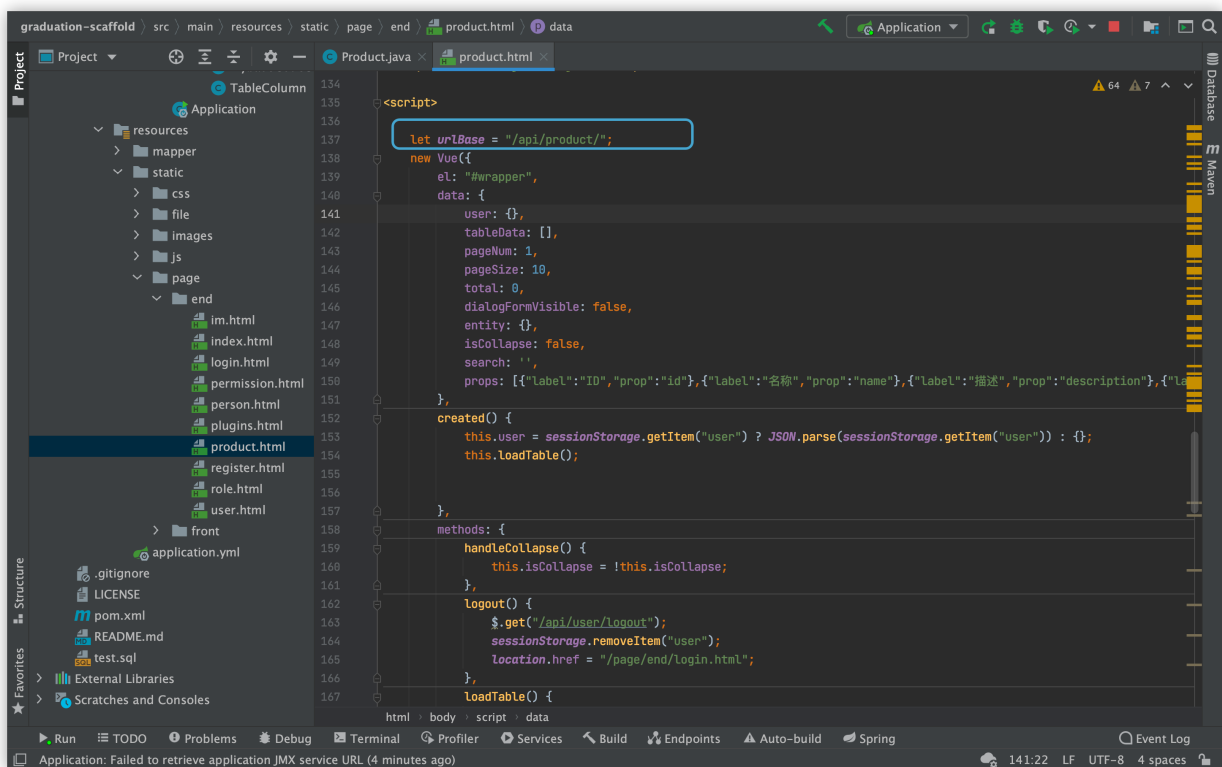 graduation-scaffold 〉 src 〉 main 〉 resources 〉 static 〉 page 〉 end 〉 product.html 〉 data
Application
Project
Product.java
product.html
Project
TableColumn
Application
resources
mapper
static
css
file
images
js
page
end
im.html
index.html
login.html
permission.html
person.html
plugins.html
product.html
register.html
role.html
user.html
front
application.yml
.gitignore
LICENSE
pom.xml
README.md
test.sql
External Libraries
Scratches and Consoles
Structure
Favorites
64 7
134
135 <script>
136
137 let urlBase = "/api/product/";
138 new Vue({
139 el: "#wrapper",
140 data: {
141 user: {},
142 tableData: [],
143 pageNum: 1,
144 pageSize: 10,
145 total: 0,
146 dialogFormVisible: false,
147 entity: {},
148 isCollapse: false,
149 search: '',
150 props: [{"label":"ID","prop":"id"},{"label":"名称","prop":"name"},{"label":"描述","prop":"description"},{"la
151 },
152 created() {
153 this.user = sessionStorage.getItem("user") ? JSON.parse(sessionStorage.getItem("user")) : {};
154 this.loadTable();
155
156
157 },
158 methods: {
159 handleCollapse() {
160 this.isCollapse = !this.isCollapse;
161 },
162 logout() {
163 $.get("/api/user/logout");
164 sessionStorage.removeItem("user");
165 location.href = "/page/end/login.html";
166 },
167 loadTable() {
html 〉 body 〉 script 〉 data
Database
Maven
Run TODO Problems Debug Terminal Profiler Services Build Endpoints Auto-build Spring Event Log
Application: Failed to retrieve application JMX service URL (4 minutes ago) 141:22 LF UTF-8 4 spaces